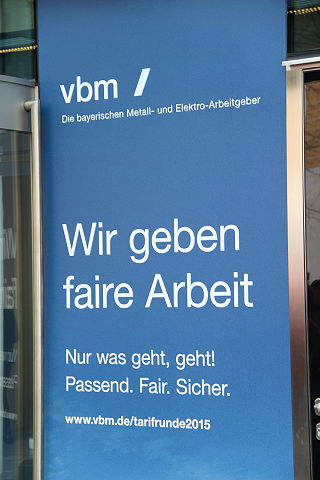 vbm /
Die bayerischen Metall- und Elektro-Arbeitgeber
Wir geben
faire Arbeit
Nur was geht, geht!
Passend. Fair. Sicher.
www.vbm.de/tarifrunde2015